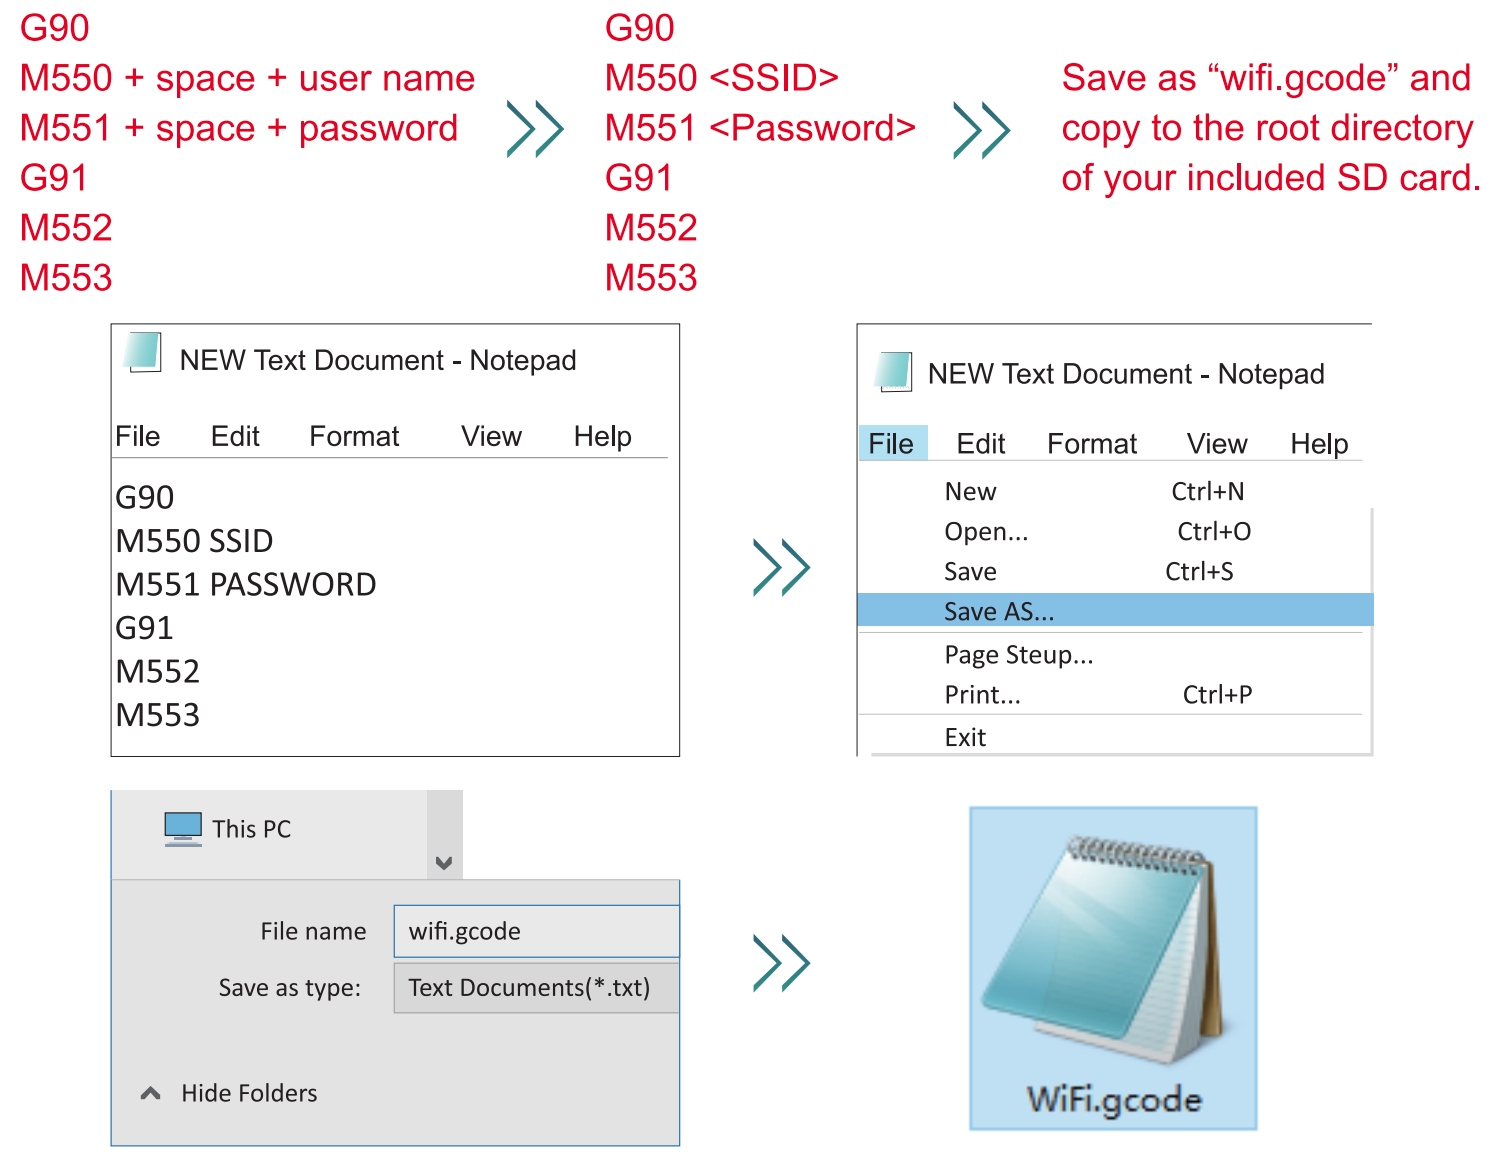 G90
M550 + space + user name
M551 + space + password
G91
M552
M553
G90
M550 <SSID>
M551 <Password>
G91
M552
M553
Save as “wifi.gcode” and
copy to the root directory
of your included SD card.
NEW Text Document - Notepad
File Edit Format View Help
G90
M550 SSID
M551 PASSWORD
G91
M552
M553
NEW Text Document - Notepad
File Edit Format View Help
New Ctrl+N
Open... Ctrl+O
Save Ctrl+S
Save AS...
Page Steup...
Print... Ctrl+P
Exit
This PC
File name wifi.gcode
Save as type: Text Documents(*.txt)
Hide Folders
WiFi.gcode